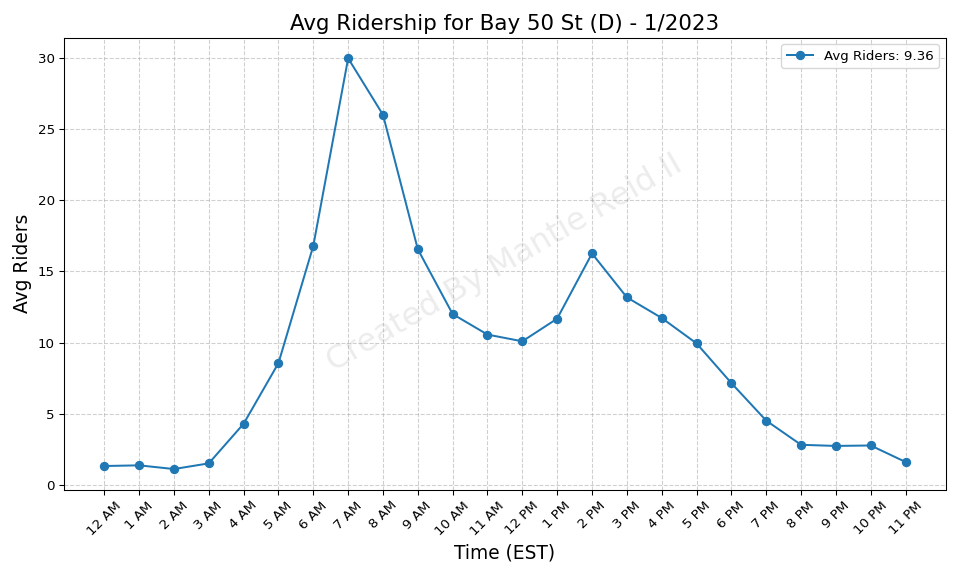 Avg Ridership for Bay 50 St (D) - 1/2023
Avg Riders: 9.36
Avg Riders
30
25
20
15
10
5
0
Created By Mantie Reid II
12 AM
1 AM
2 AM
3 AM
4 AM
5 AM
6 AM
7 AM
8 AM
9 AM
10 AM
11 AM
12 PM
1 PM
2 PM
3 PM
4 PM
5 PM
6 PM
7 PM
8 PM
9 PM
10 PM
11 PM
Time (EST)